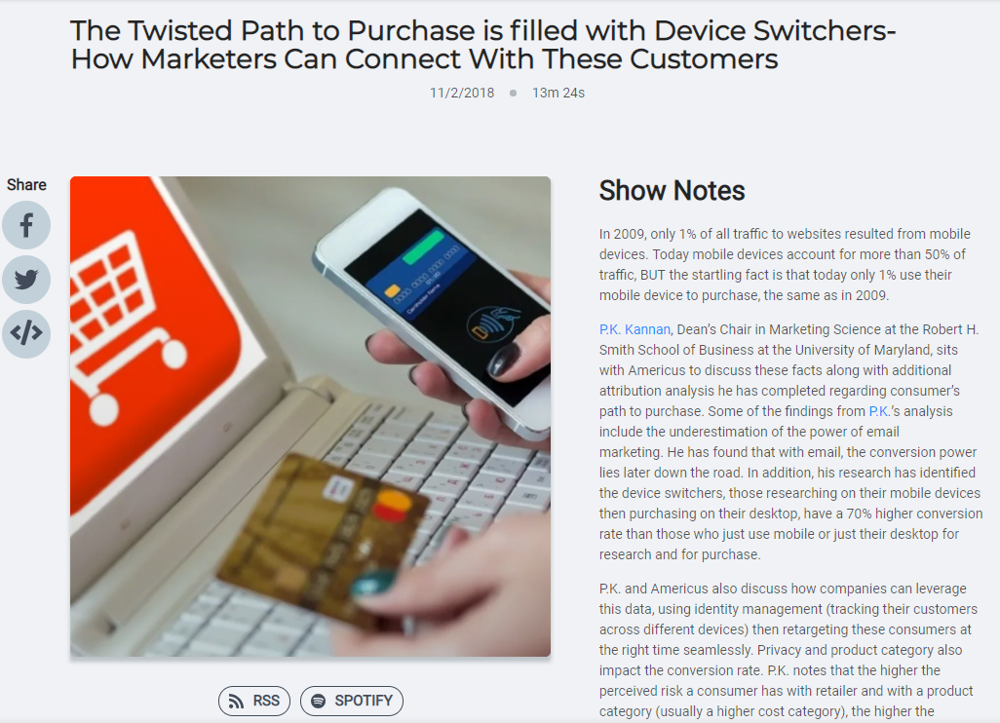 The Twisted Path to Purchase is filled with Device Switchers-
How Marketers Can Connect With These Customers
11/2/2018 13m 24s
Share
Show Notes
In 2009, only 1% of all traffic to websites resulted from mobile
devices. Today mobile devices account for more than 50% of
traffic, BUT the startling fact is that today only 1% use their
mobile device to purchase, the same as in 2009.
P.K. Kannan, Dean's Chair in Marketing Science at the Robert H.
Smith School of Business at the University of Maryland, sits
with Americus to discuss these facts along with additional
attribution analysis he has completed regarding consumer's
path to purchase. Some of the findings from P.K.'s analysis
include the underestimation of the power of email
marketing. He has found that with email, the conversion power
lies later down the road. In addition, his research has identified
the device switchers, those researching on their mobile devices
then purchasing on their desktop, have a 70% higher conversion
rate than those who just use mobile or just their desktop for
research and for purchase.
P.K. and Americus also discuss how companies can leverage
this data, using identity management (tracking their customers
across different devices) then retargeting these consumers at
the right time seamlessly. Privacy and product category also
impact the conversion rate. P.K. notes that the higher the
perceived risk a consumer has with retailer and with a product
category (usually a higher cost category), the higher the
0000 0000 0000 0000
00/00
Cardholder Name
RSS
SPOTIFY